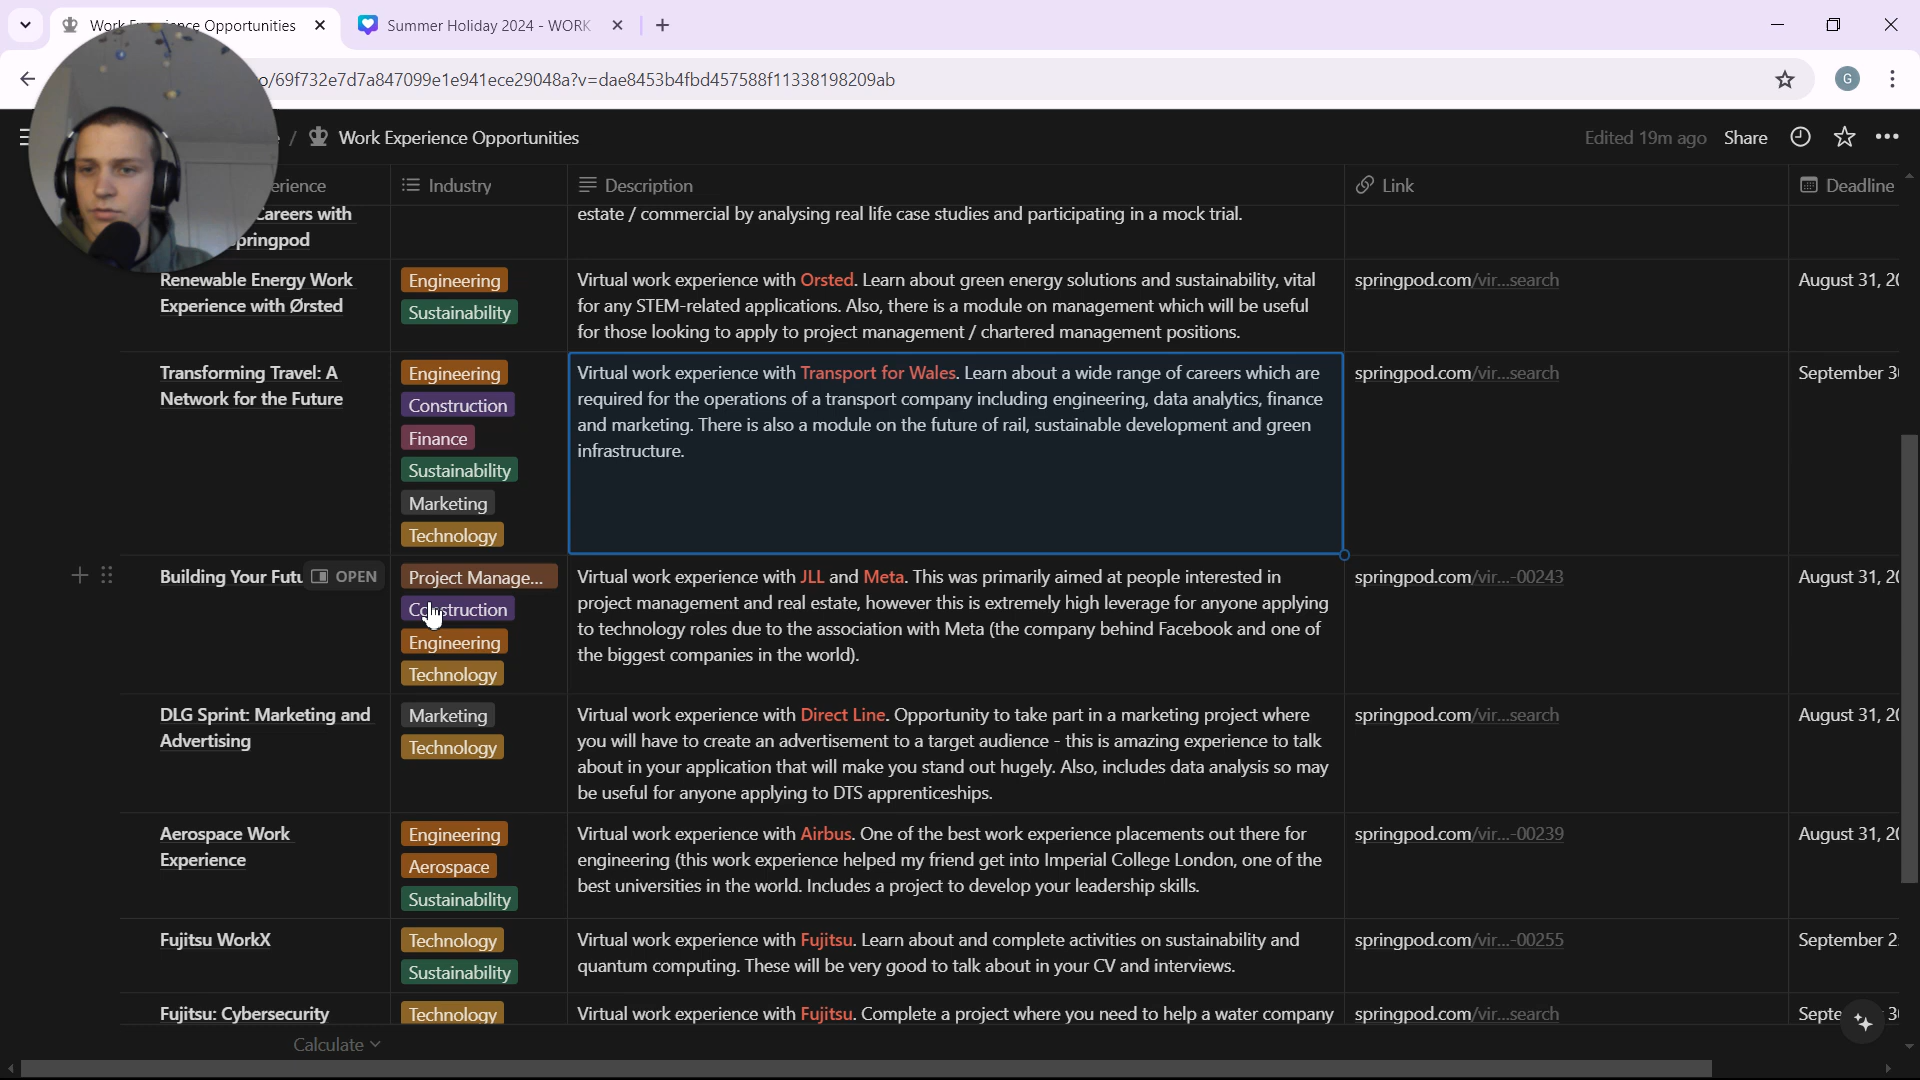 Work
ce Opportunities
Summer Holiday 2024 - WORK
o/69f732e7d7a847099e1e941ece29048a?v=dae8453b4fbd457588f11338198209ab
G
/ Work Experience Opportunities
Edited 19m ago
Share
erience
Industry
Description
Link
Deadline
Careers with
pringpod
estate / commercial by analysing real life case studies and participating in a mock trial.
Renewable Energy Work
Experience with Ørsted
Engineering
Sustainability
Virtual work experience with Orsted. Learn about green energy solutions and sustainability, vital
for any STEM-related applications. Also, there is a module on management which will be useful
for those looking to apply to project management / chartered management positions.
springpod.com/vir...search
August 31, 20
Transforming Travel: A
Network for the Future
Engineering
Construction
Finance
Sustainability
Marketing
Technology
Virtual work experience with Transport for Wales. Learn about a wide range of careers which are
required for the operations of a transport company including engineering, data analytics, finance
and marketing. There is also a module on the future of rail, sustainable development and green
infrastructure.
springpod.com/vir...search
September 3
Building Your Futu
OPEN
Project Manage...
Construction
Engineering
Technology
Virtual work experience with JLL and Meta. This was primarily aimed at people interested in
project management and real estate, however this is extremely high leverage for anyone applying
to technology roles due to the association with Meta (the company behind Facebook and one of
the biggest companies in the world).
springpod.com/vir...-00243
August 31, 20
DLG Sprint: Marketing and
Advertising
Marketing
Technology
Virtual work experience with Direct Line. Opportunity to take part in a marketing project where
you will have to create an advertisement to a target audience - this is amazing experience to talk
about in your application that will make you stand out hugely. Also, includes data analysis so may
be useful for anyone applying to DTS apprenticeships.
springpod.com/vir...search
August 31, 20
Aerospace Work
Experience
Engineering
Aerospace
Sustainability
Virtual work experience with Airbus. One of the best work experience placements out there for
engineering (this work experience helped my friend get into Imperial College London, one of the
best universities in the world. Includes a project to develop your leadership skills.
springpod.com/vir...-00239
August 31, 20
Fujitsu WorkX
Technology
Sustainability
Virtual work experience with Fujitsu. Learn about and complete activities on sustainability and
quantum computing. These will be very good to talk about in your CV and interviews.
springpod.com/vir...-00255
September 2
Fujitsu: Cybersecurity
Technology
Virtual work experience with Fujitsu. Complete a project where you need to help a water company
springpod.com/vir...search
Septe
Calculate